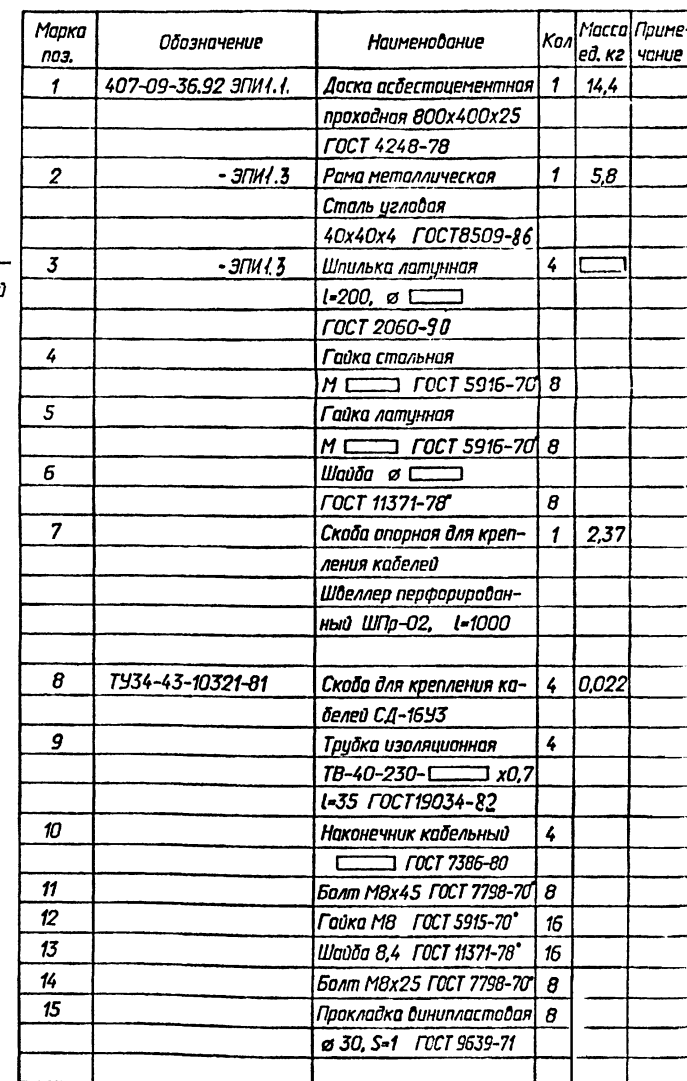 Марка Обозначение Наименование Кол Масса Приме-
поз. ед. кг чание
1 407-09-36.92 ЭПИ1.1. Доска асбестоцементная 1 14,4
проходная 800х400х25
ГОСТ 4248-78
2 - ЭПИ1.3 Рама металлическая 1 5,8
Сталь угловая
40х40х4 ГОСТ8509-86
3 - ЭПИ1.3 Шпилька латунная 4
l=200, ø
ГОСТ 2060-90
4 Гайка стальная
М ГОСТ 5916-70* 8
5 Гайка латунная
М ГОСТ 5916-70* 8
6 Шайба ø
ГОСТ 11371-78* 8
7 Скоба опорная для креп- 1 2,37
ления кабелей
Швеллер перфорирован-
ный ШПр-02, l=1000
8 ТУ34-43-10321-81 Скоба для крепления ка- 4 0,022
белей СД-16У3
9 Трубка изоляционная 4
ТВ-40-230- х0,7
l=35 ГОСТ19034-82
10 Наконечник кабельный 4
ГОСТ 7386-80
11 Болт М8х45 ГОСТ 7798-70* 8
12 Гайка М8 ГОСТ 5915-70* 16
13 Шайба 8,4 ГОСТ 11371-78* 16
14 Болт М8х25 ГОСТ 7798-70* 8
15 Прокладка винипластовая 8
ø 30, S=1 ГОСТ 9639-71